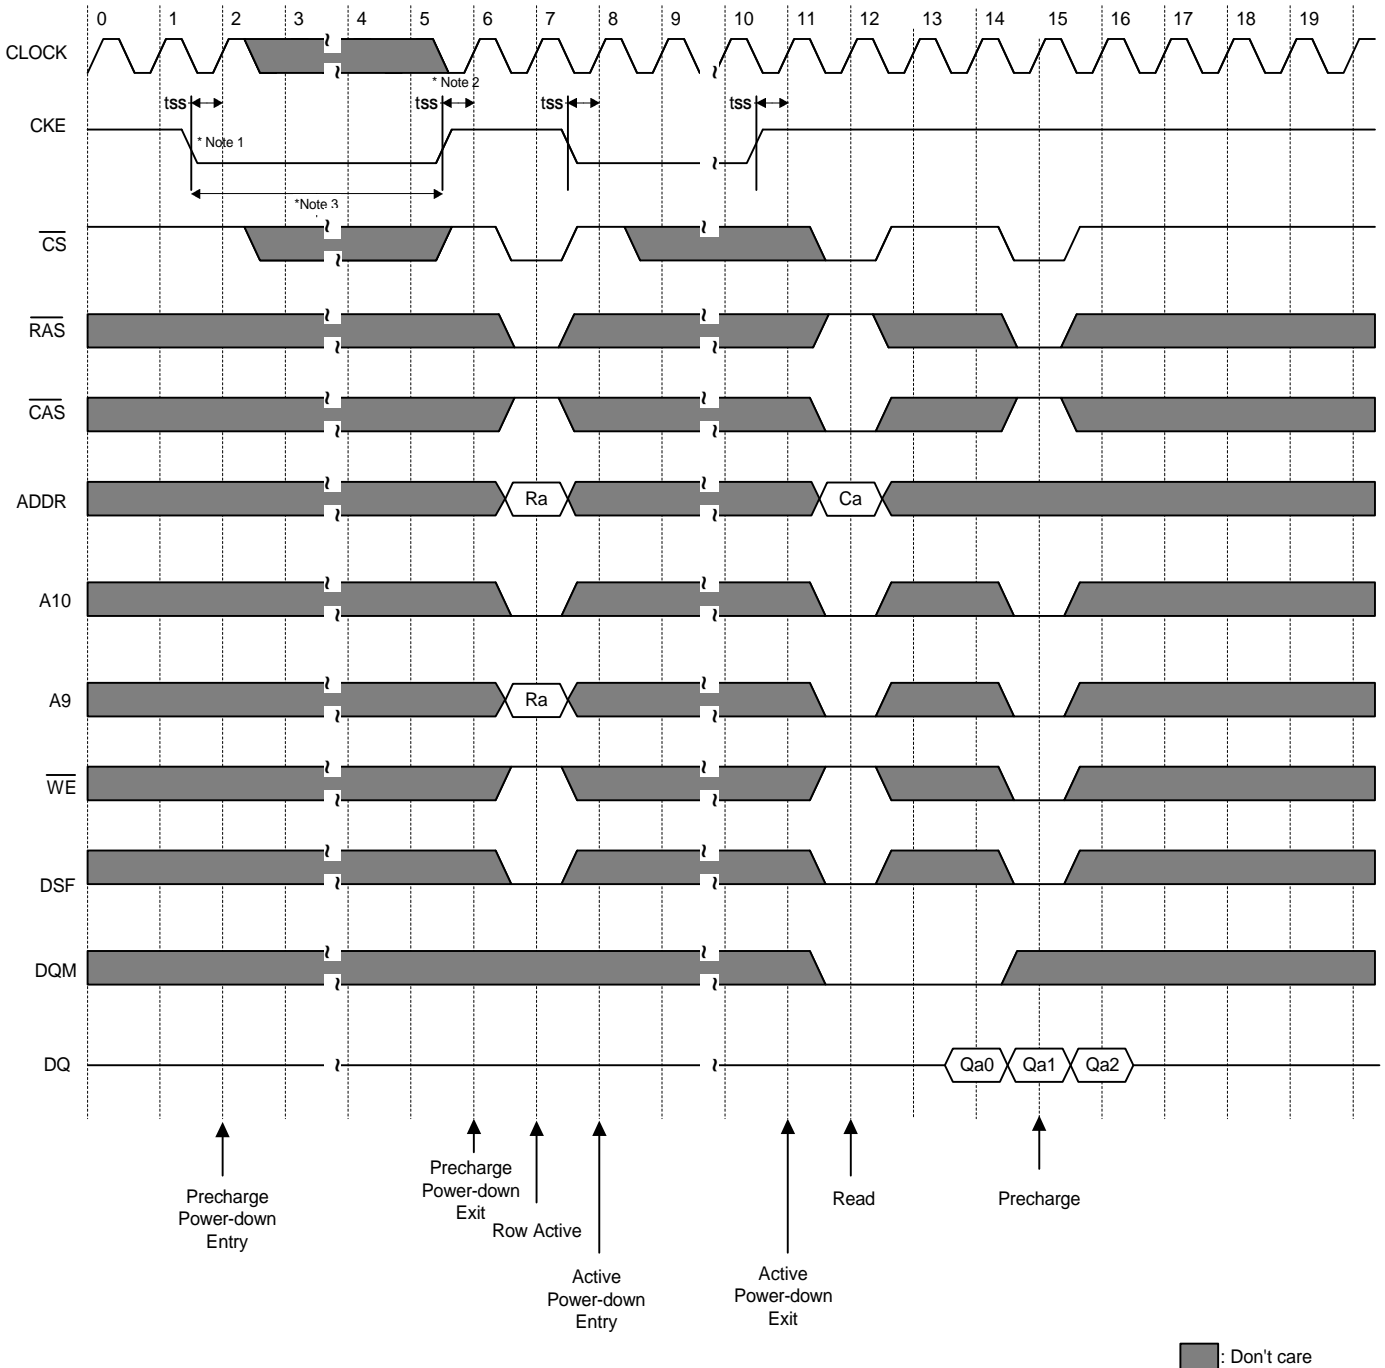 0 1 2 3 4 5 6 7 8 9 10 11 12 13 14 15 16 17 18 19
CLOCK
* Note 2
tss tss tss tss
CKE
* Note 1
*Note 3
CS
RAS
CAS
ADDR Ra Ca
A10
A9 Ra
WE
DSF
DQM
DQ Qa0 Qa1 Qa2
Precharge
Power-down
Entry
Precharge
Power-down
Exit
Row Active
Active
Power-down
Entry
Active
Power-down
Exit
Read
Precharge
: Don't care